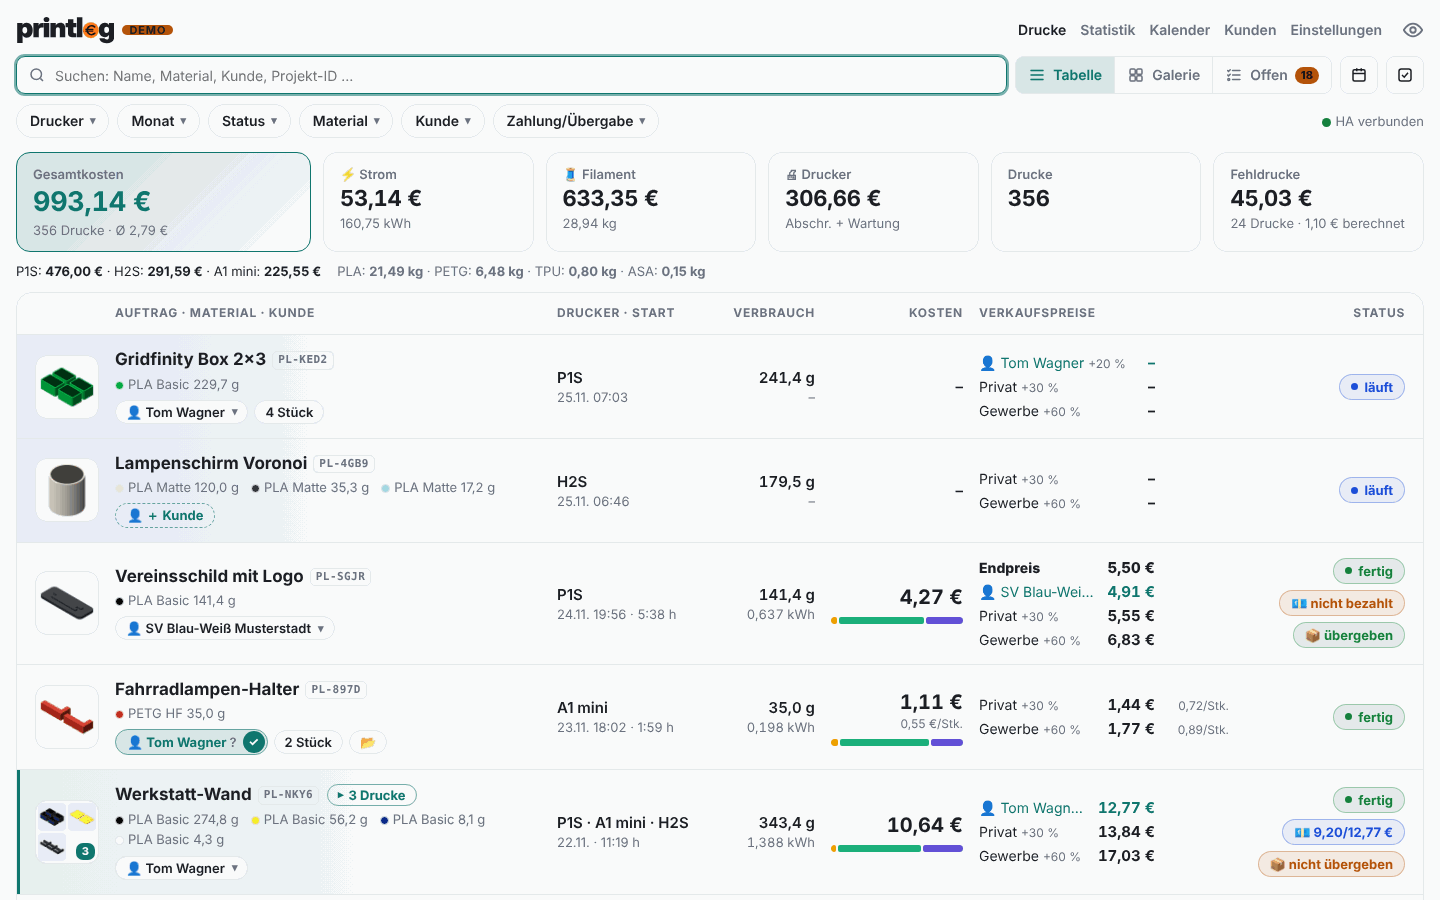 printl€g DEMO
Drucke Statistik Kalender Kunden Einstellungen
Suchen: Name, Material, Kunde, Projekt-ID ...
Tabelle Galerie Offen 18
Drucker ▾ Monat ▾ Status ▾ Material ▾ Kunde ▾ Zahlung/Übergabe ▾
HA verbunden
Gesamtkosten
993,14 €
356 Drucke · Ø 2,79 €
⚡ Strom
53,14 €
160,75 kWh
🧵 Filament
633,35 €
28,94 kg
🖨 Drucker
306,66 €
Abschr. + Wartung
Drucke
356
Fehldrucke
45,03 €
24 Drucke · 1,10 € berechnet
P1S: 476,00 € · H2S: 291,59 € · A1 mini: 225,55 € PLA: 21,49 kg · PETG: 6,48 kg · TPU: 0,80 kg · ASA: 0,15 kg
AUFTRAG · MATERIAL · KUNDE DRUCKER · START VERBRAUCH KOSTEN VERKAUFSPREISE STATUS
Gridfinity Box 2×3 PL-KED2
PLA Basic 229,7 g
👤 Tom Wagner ▾ 4 Stück
P1S
25.11. 07:03
241,4 g
–
–
👤 Tom Wagner +20 % –
Privat +30 % –
Gewerbe +60 % –
läuft
Lampenschirm Voronoi PL-4GB9
PLA Matte 120,0 g PLA Matte 35,3 g PLA Matte 17,2 g
👤 + Kunde
H2S
25.11. 06:46
179,5 g
–
–
Privat +30 % –
Gewerbe +60 % –
läuft
Vereinsschild mit Logo PL-SGJR
PLA Basic 141,4 g
👤 SV Blau-Weiß Musterstadt ▾
P1S
24.11. 19:56 · 5:38 h
141,4 g
0,637 kWh
4,27 €
Endpreis 5,50 €
👤 SV Blau-Wei... 4,91 €
Privat +30 % 5,55 €
Gewerbe +60 % 6,83 €
fertig
💶 nicht bezahlt
📦 übergeben
Fahrradlampen-Halter PL-897D
PETG HF 35,0 g
👤 Tom Wagner ? ✓ 2 Stück 📂
A1 mini
23.11. 18:02 · 1:59 h
35,0 g
0,198 kWh
1,11 €
0,55 €/Stk.
Privat +30 % 1,44 € 0,72/Stk.
Gewerbe +60 % 1,77 € 0,89/Stk.
fertig
Werkstatt-Wand PL-NKY6 ▸ 3 Drucke
PLA Basic 274,8 g PLA Basic 56,2 g PLA Basic 8,1 g
PLA Basic 4,3 g
3
👤 Tom Wagner ▾
P1S · A1 mini · H2S
22.11. · 11:19 h
343,4 g
1,388 kWh
10,64 €
👤 Tom Wagn... 12,77 €
Privat +30 % 13,84 €
Gewerbe +60 % 17,03 €
fertig
💶 9,20/12,77 €
📦 nicht übergeben